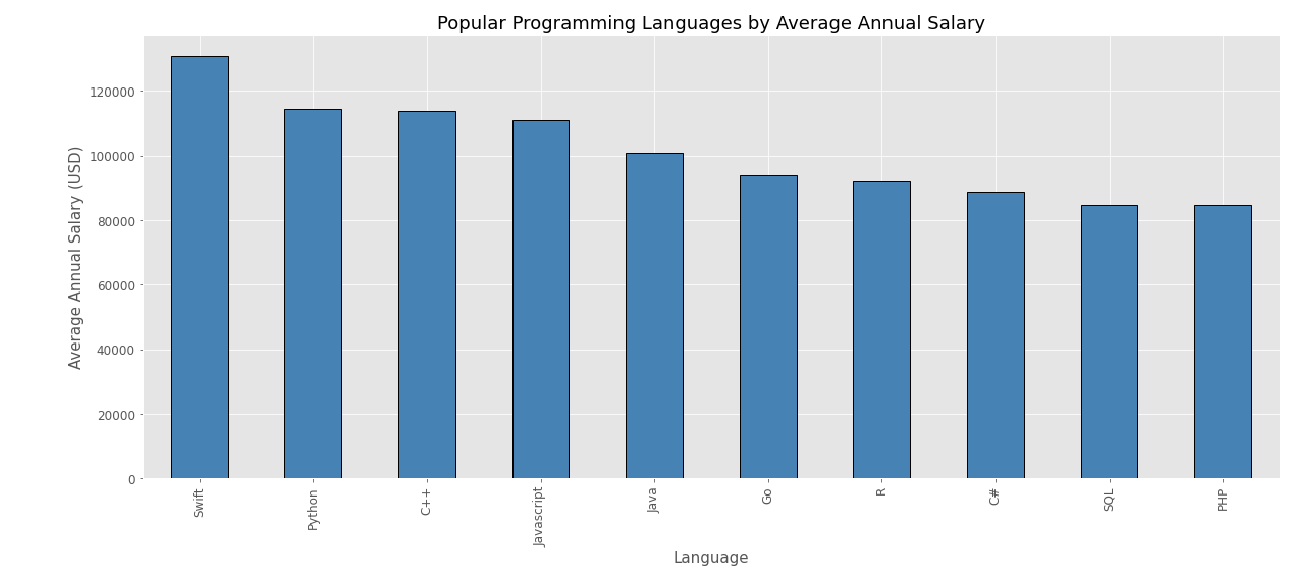 Popular Programming Languages by Average Annual Salary
Average Annual Salary (USD)
120000
100000
80000
60000
40000
20000
0
Swift
Python
C++
Javascript
Java
Go
R
C#
SQL
PHP
Language